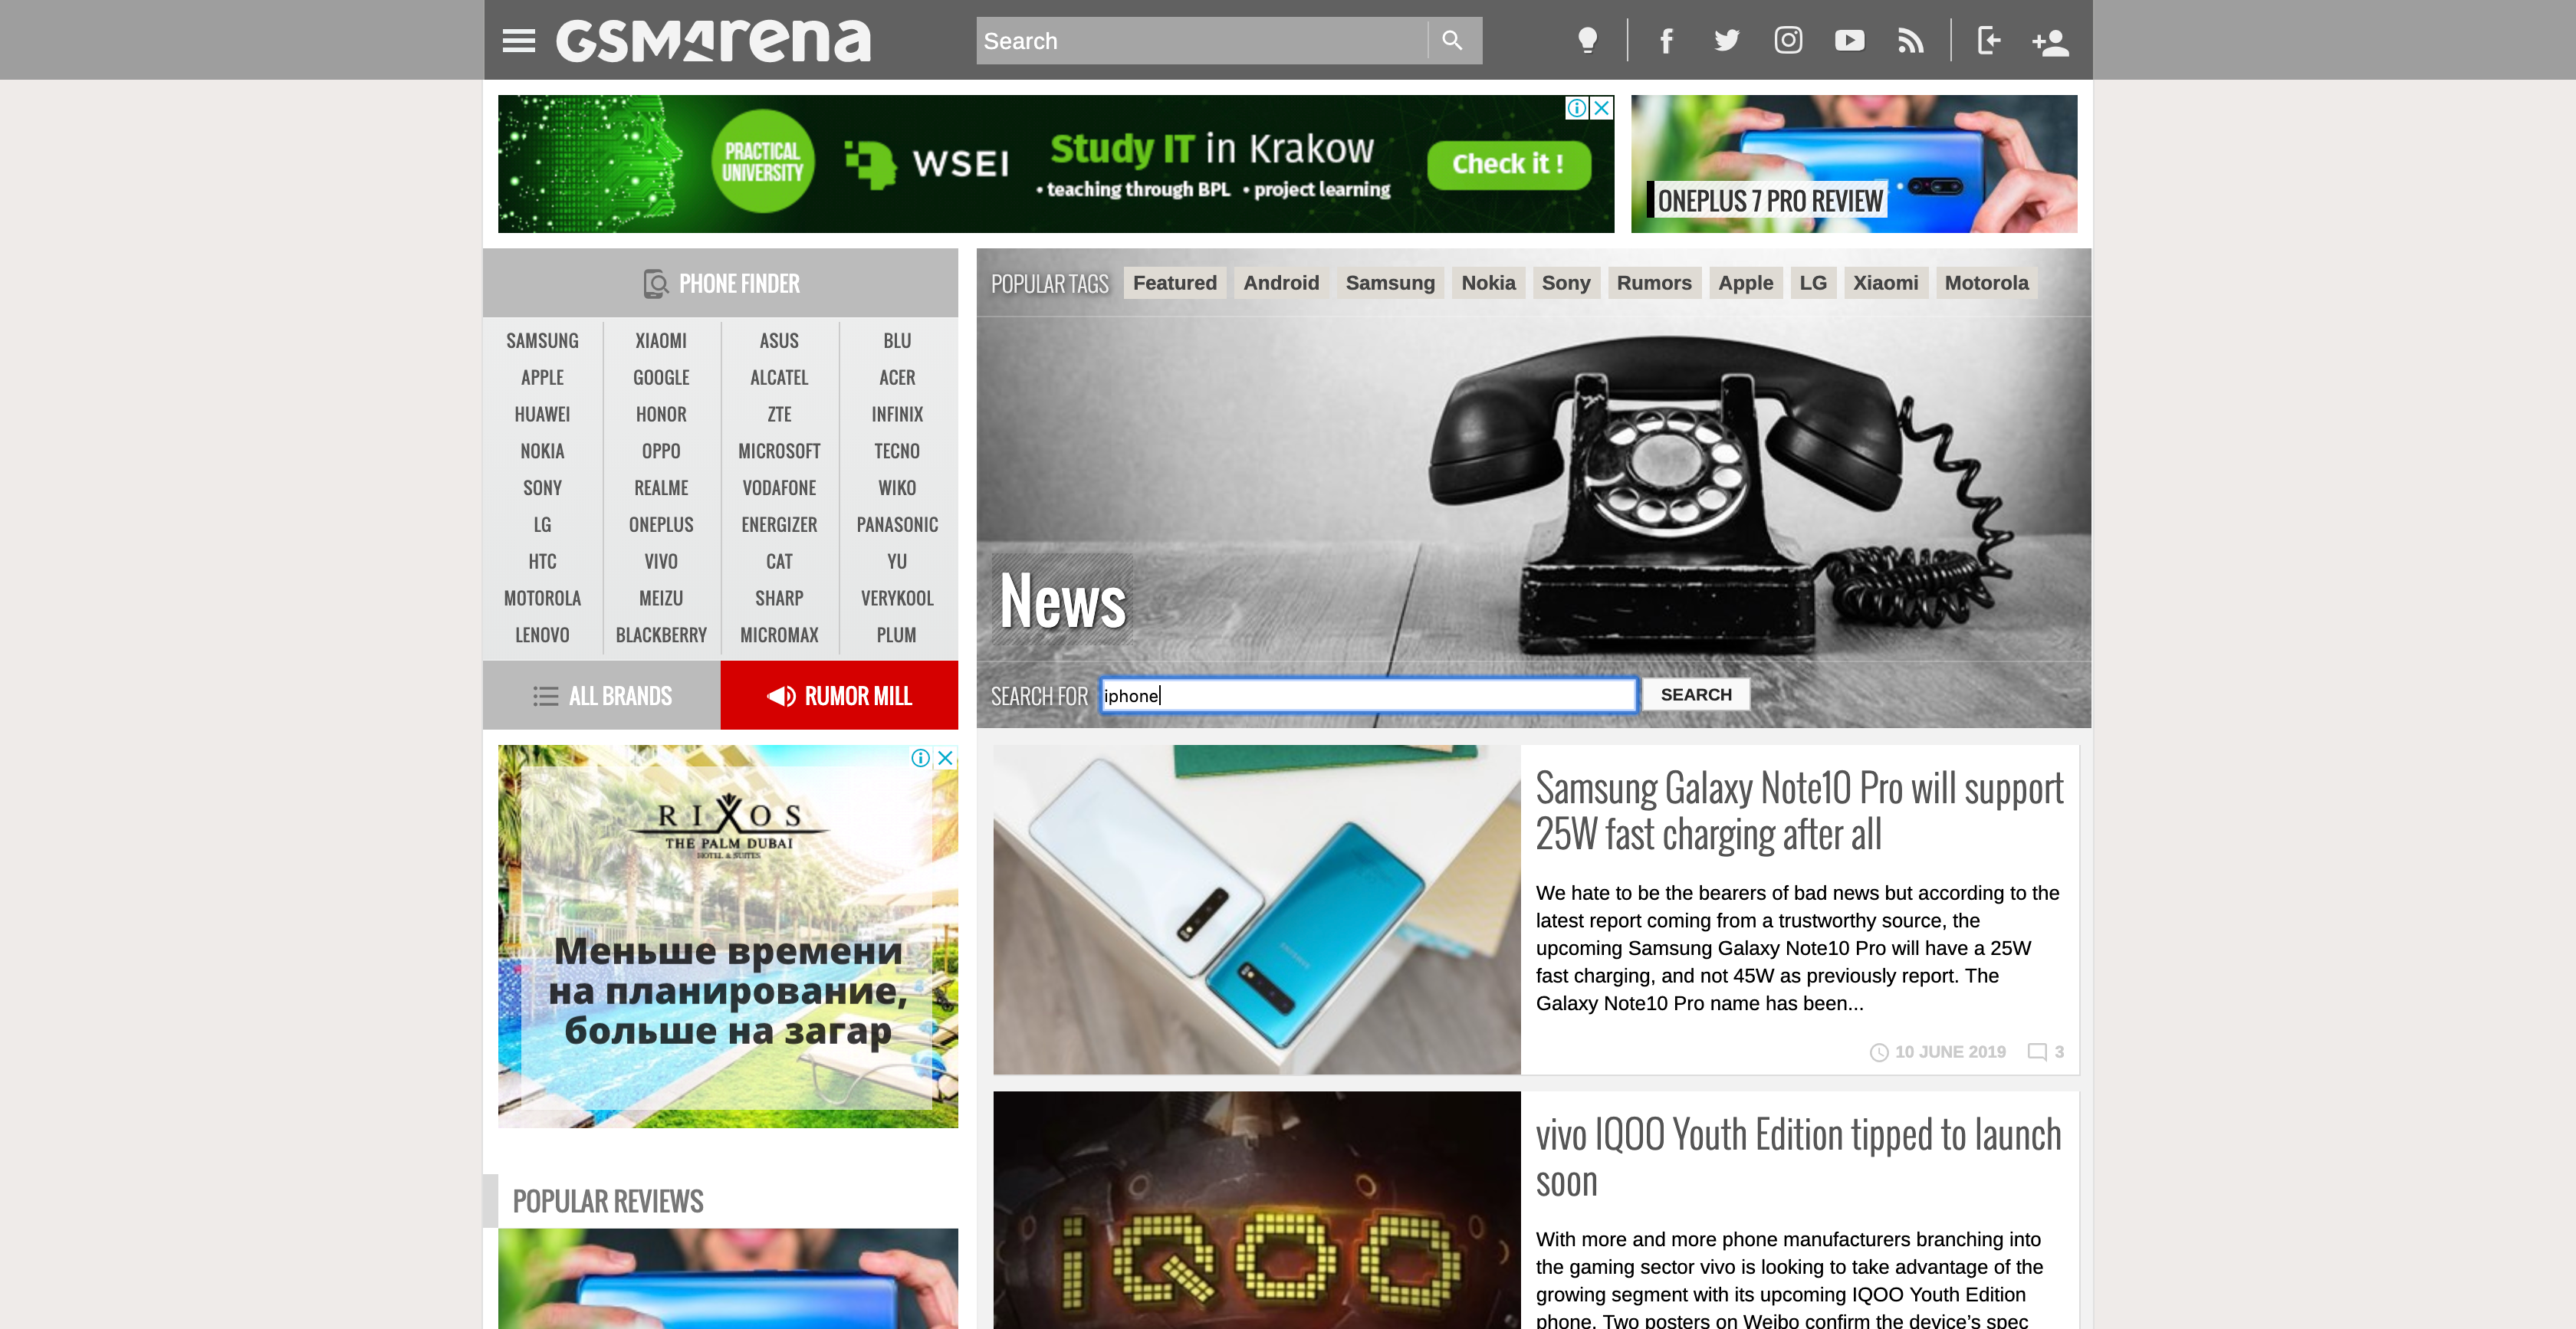 GSMArena
Search
PRACTICAL
UNIVERSITY
WSEI
Study IT in Krakow
• teaching through BPL • project learning
Check it !
ONEPLUS 7 PRO REVIEW
PHONE FINDER
SAMSUNG XIAOMI ASUS BLU
APPLE GOOGLE ALCATEL ACER
HUAWEI HONOR ZTE INFINIX
NOKIA OPPO MICROSOFT TECNO
SONY REALME VODAFONE WIKO
LG ONEPLUS ENERGIZER PANASONIC
HTC VIVO CAT YU
MOTOROLA MEIZU SHARP VERYKOOL
LENOVO BLACKBERRY MICROMAX PLUM
ALL BRANDS RUMOR MILL
POPULAR TAGS Featured Android Samsung Nokia Sony Rumors Apple LG Xiaomi Motorola
News
SEARCH FOR iphone SEARCH
RIXOS
THE PALM DUBAI
HOTEL & SUITES
Меньше времени
на планирование,
больше на загар
POPULAR REVIEWS
Samsung Galaxy Note10 Pro will support
25W fast charging after all
We hate to be the bearers of bad news but according to the
latest report coming from a trustworthy source, the
upcoming Samsung Galaxy Note10 Pro will have a 25W
fast charging, and not 45W as previously report. The
Galaxy Note10 Pro name has been...
10 JUNE 2019 3
SAMSUNG
iQOO
vivo IQOO Youth Edition tipped to launch
soon
With more and more phone manufacturers branching into
the gaming sector vivo is looking to take advantage of the
growing segment with its upcoming IQOO Youth Edition
phone. Two posters on Weibo confirm the device's spec